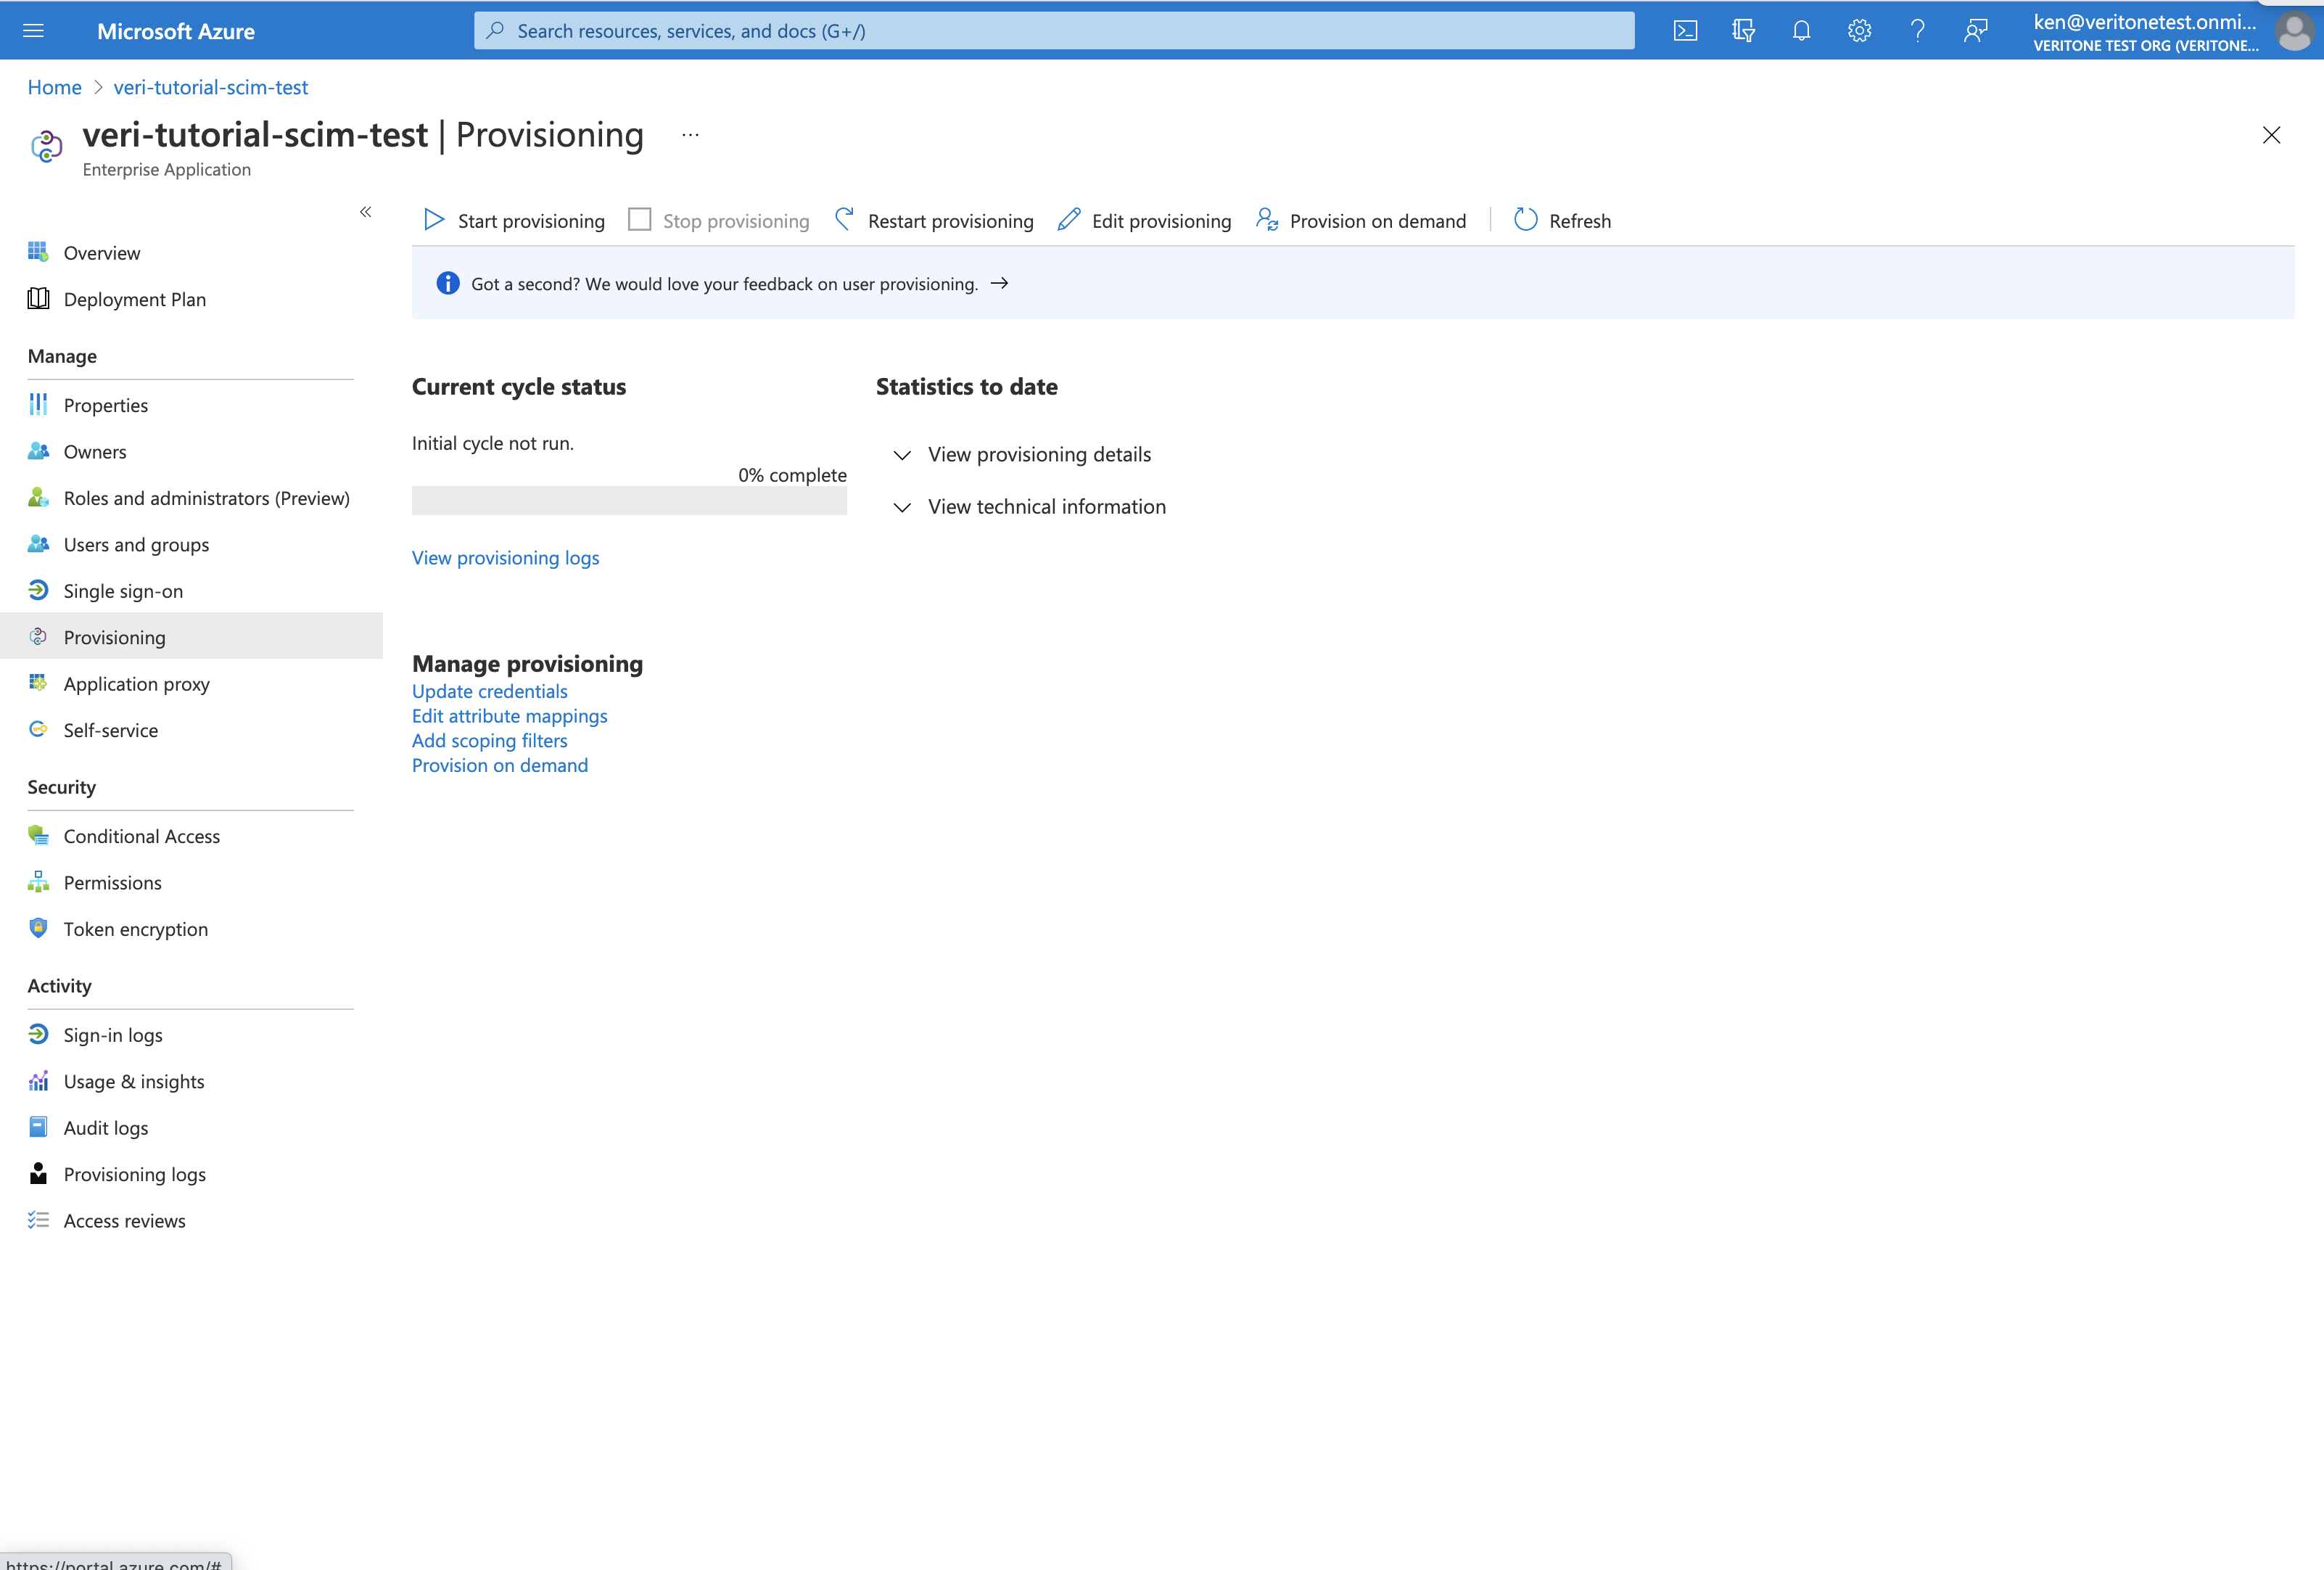 Microsoft Azure
Search resources, services, and docs (G+/)
ken@veritonetest.onmi...
VERITONE TEST ORG (VERITONE...
Home > veri-tutorial-scim-test
veri-tutorial-scim-test | Provisioning ...
Enterprise Application
Start provisioning Stop provisioning Restart provisioning Edit provisioning Provision on demand Refresh
Got a second? We would love your feedback on user provisioning. →
Overview
Deployment Plan
Manage
Properties
Owners
Roles and administrators (Preview)
Users and groups
Single sign-on
Provisioning
Application proxy
Self-service
Security
Conditional Access
Permissions
Token encryption
Activity
Sign-in logs
Usage & insights
Audit logs
Provisioning logs
Access reviews
Current cycle status
Initial cycle not run.
0% complete
View provisioning logs
Statistics to date
View provisioning details
View technical information
Manage provisioning
Update credentials
Edit attribute mappings
Add scoping filters
Provision on demand
https://portal.azure.com/#